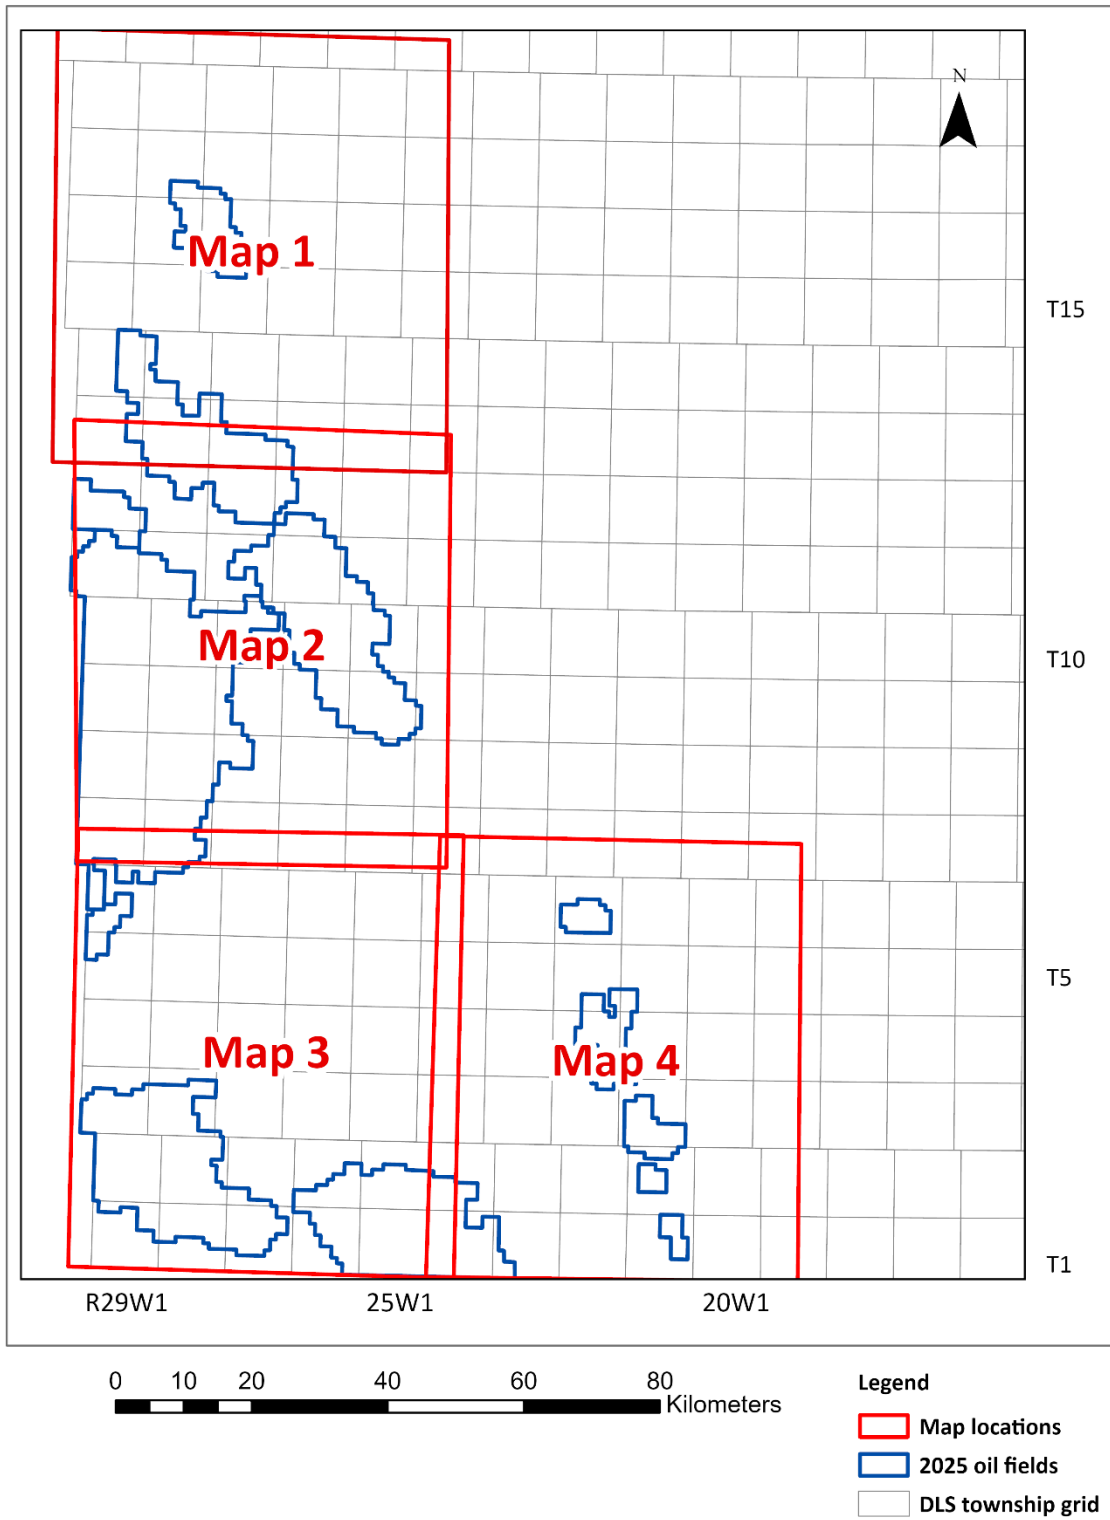 N
Map 1
T15
Map 2
T10
Map 3
Map 4
T5
T1
R29W1 25W1 20W1
0 10 20 40 60 80
Kilometers
Legend
Map locations
2025 oil fields
DLS township grid